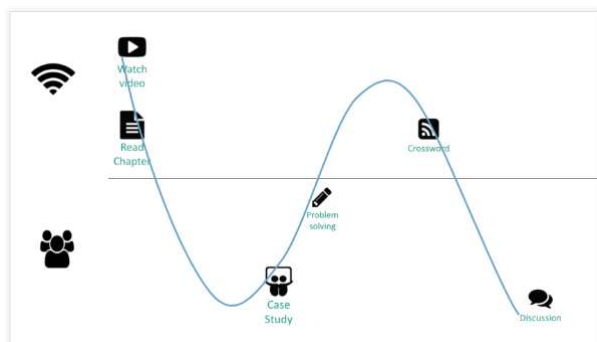 Watch
video
Read
Chapter
Crossword
Problem
solving
Case
Study
Discussion